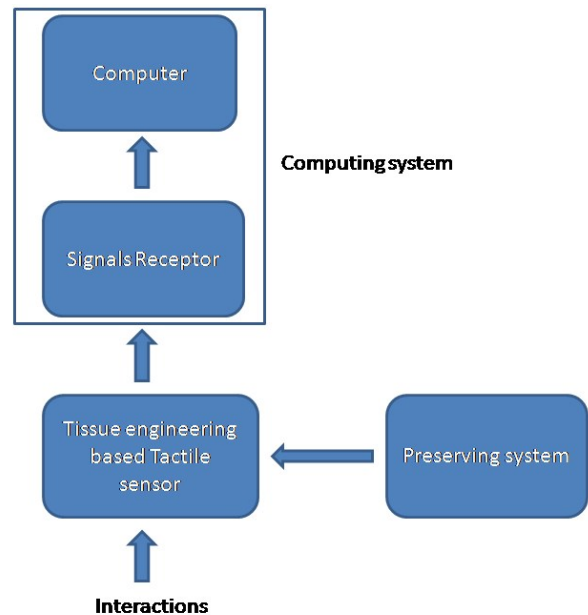 Computer
Computing system
Signals Receptor
Tissue engineering
based Tactile
sensor
Preserving system
Interactions